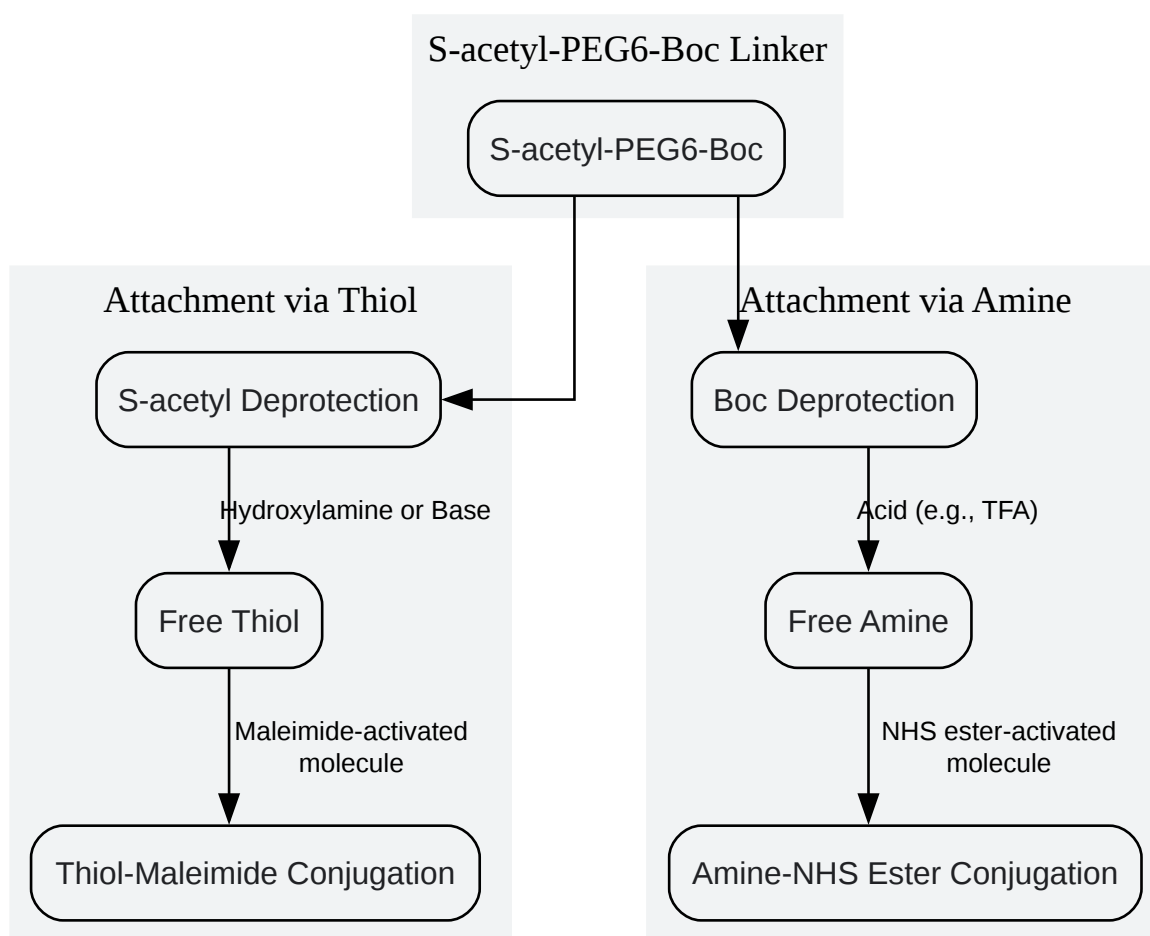 S-acetyl-PEG6-Boc Linker
S-acetyl-PEG6-Boc
Attachment via Thiol
S-acetyl Deprotection
Hydroxylamine or Base
Free Thiol
Maleimide-activated
molecule
Thiol-Maleimide Conjugation
Attachment via Amine
Boc Deprotection
Acid (e.g., TFA)
Free Amine
NHS ester-activated
molecule
Amine-NHS Ester Conjugation